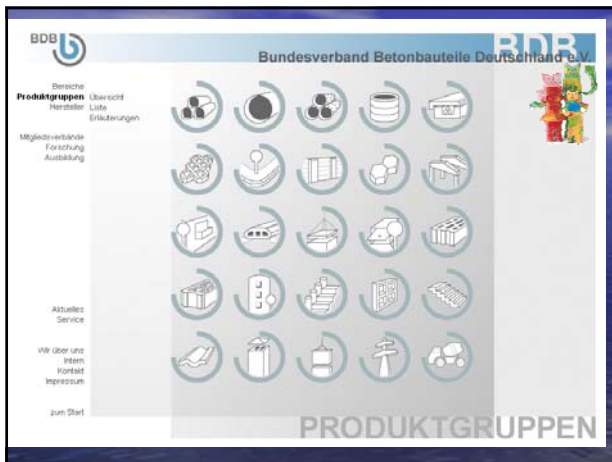 BDB
BDB
Bundesverband Betonbauteile Deutschland e.V.
Bereiche
Produktgruppen Übersicht
Hersteller Liste
Erläuterungen
Mitgliedsverbände
Forschung
Ausbildung
Aktuelles
Service
Wir über uns
Intern
Kontakt
Impressum
zum Start
PRODUKTGRUPPEN